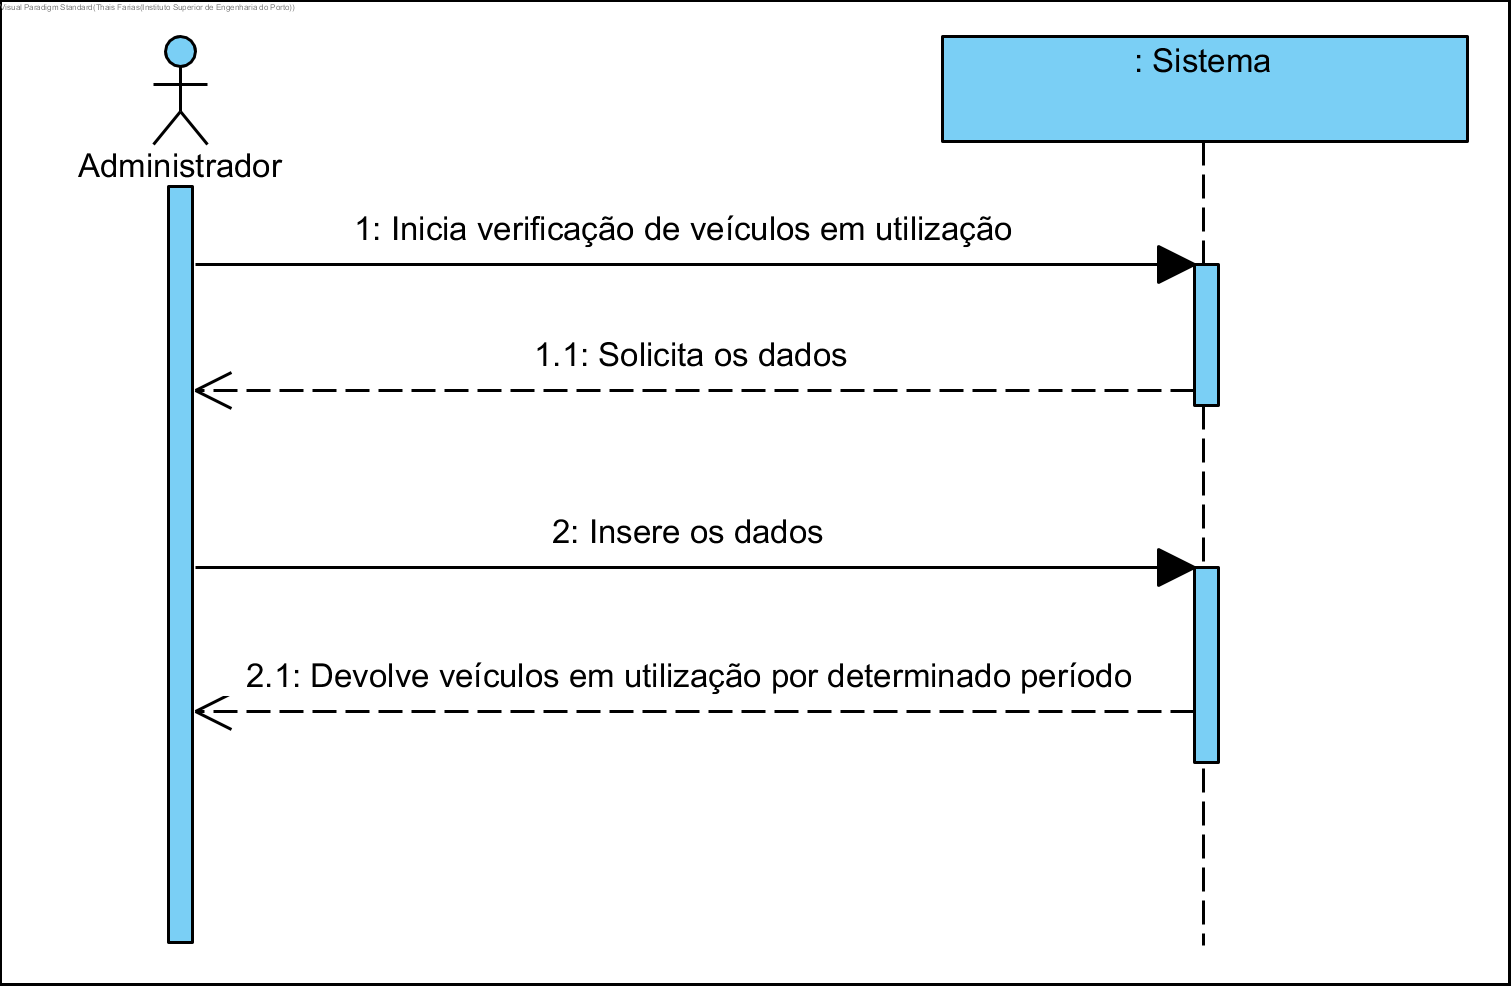 Visual Paradigm Standard(Thais Farias(Instituto Superior de Engenharia do Porto))
: Sistema
Administrador
1: Inicia verificação de veículos em utilização
1.1: Solicita os dados
2: Insere os dados
2.1: Devolve veículos em utilização por determinado período